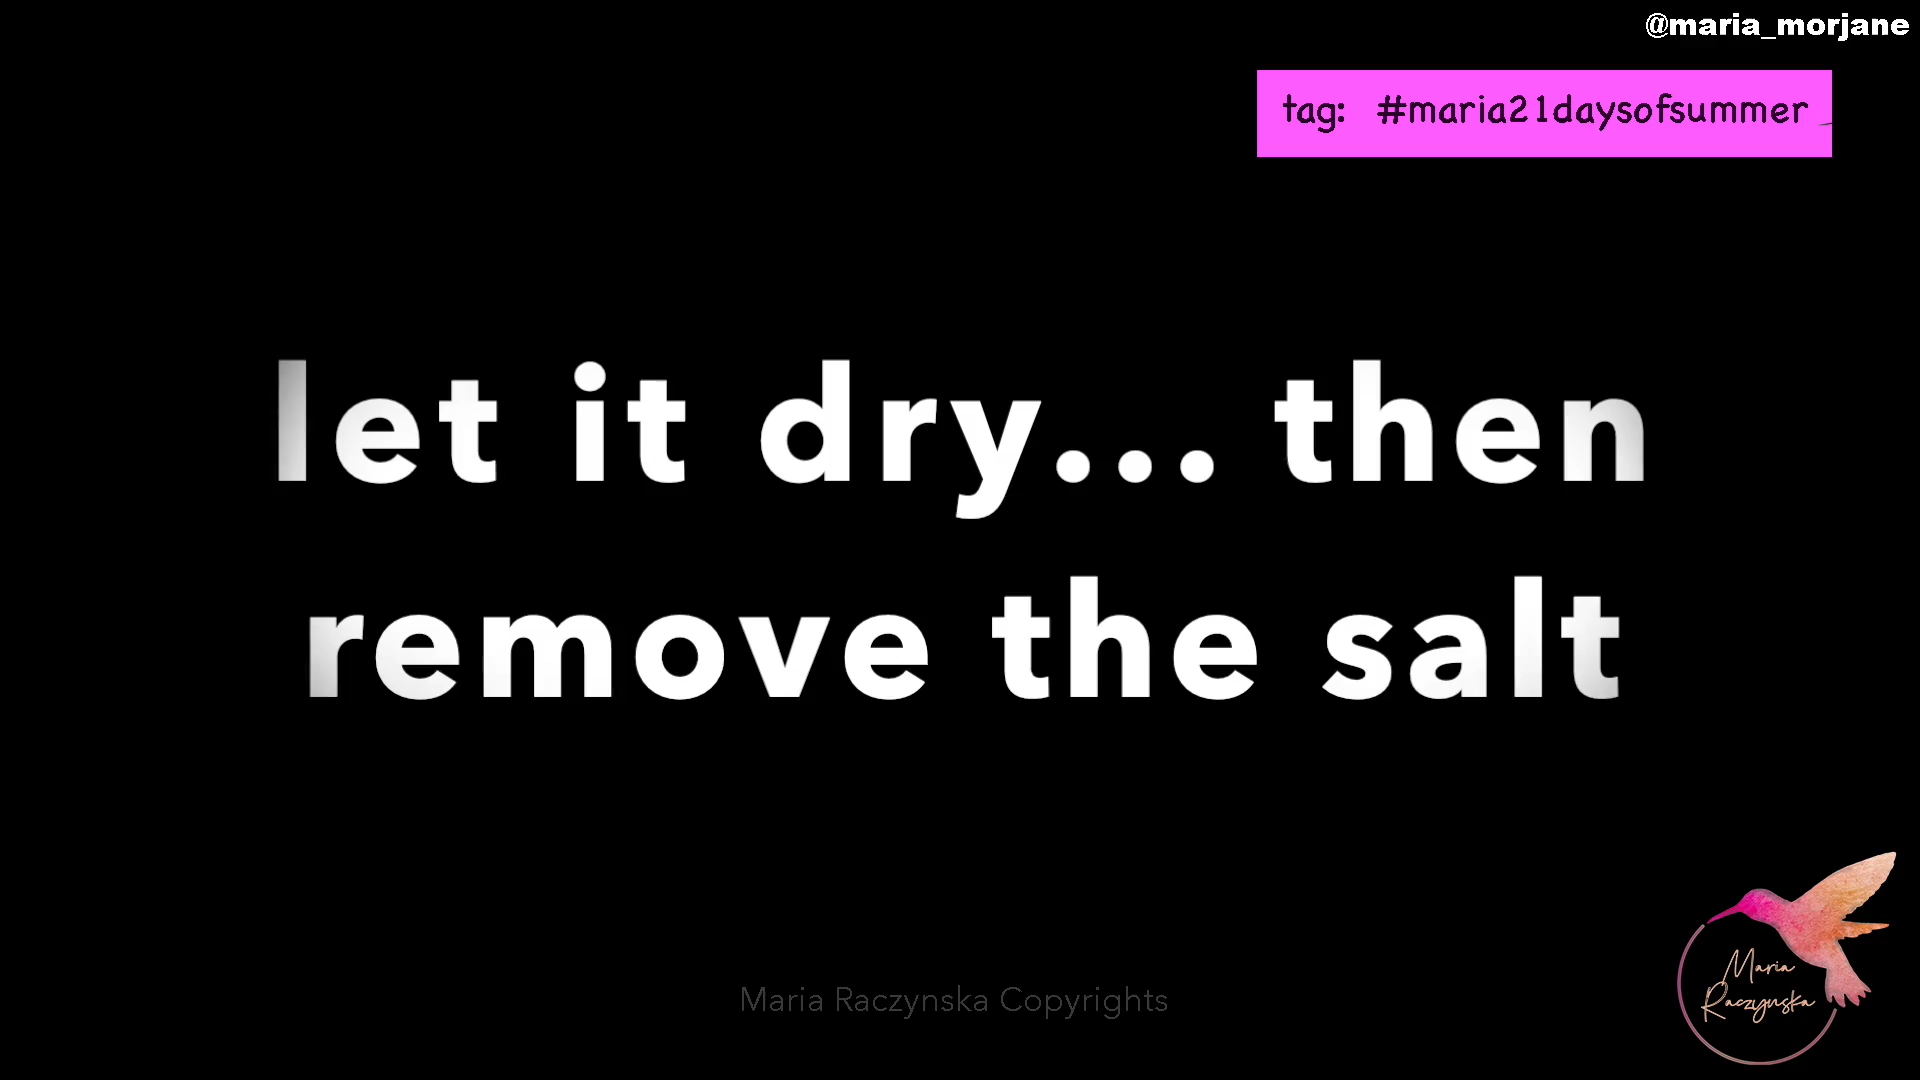 @maria_morjane
tag: #maria21daysofsummer
let it dry... then
remove the salt
Maria Raczynska Copyrights
Maria
Raczynska